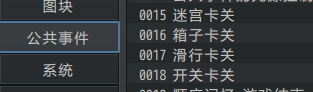 图块
公共事件
系统
0015 迷宫卡关
0016 箱子卡关
0017 滑行卡关
0018 开关卡关